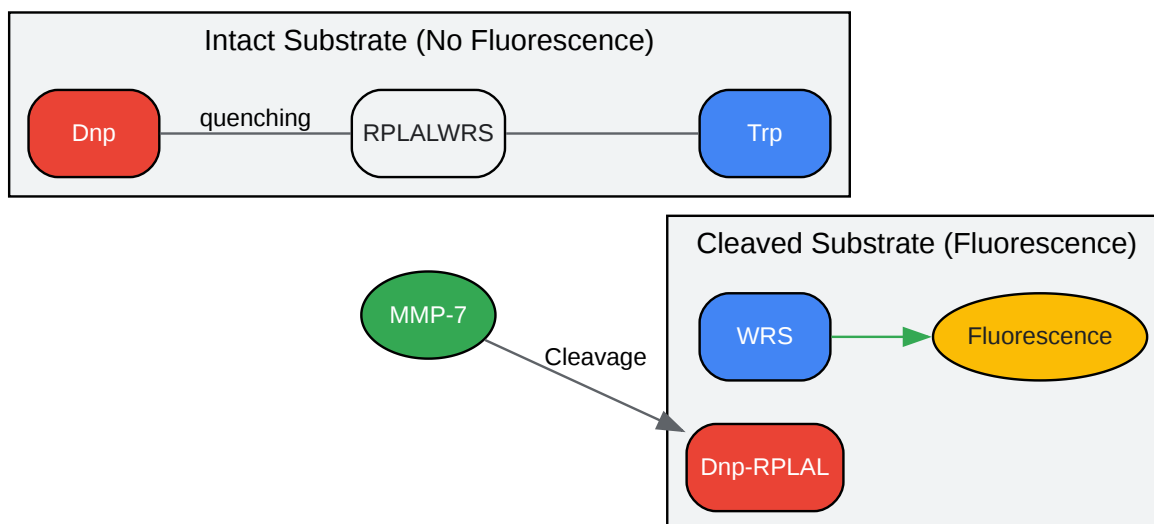 Intact Substrate (No Fluorescence)
Dnp
quenching
RPLALWRS
Trp
Cleaved Substrate (Fluorescence)
MMP-7
Cleavage
WRS
Fluorescence
Dnp-RPLAL